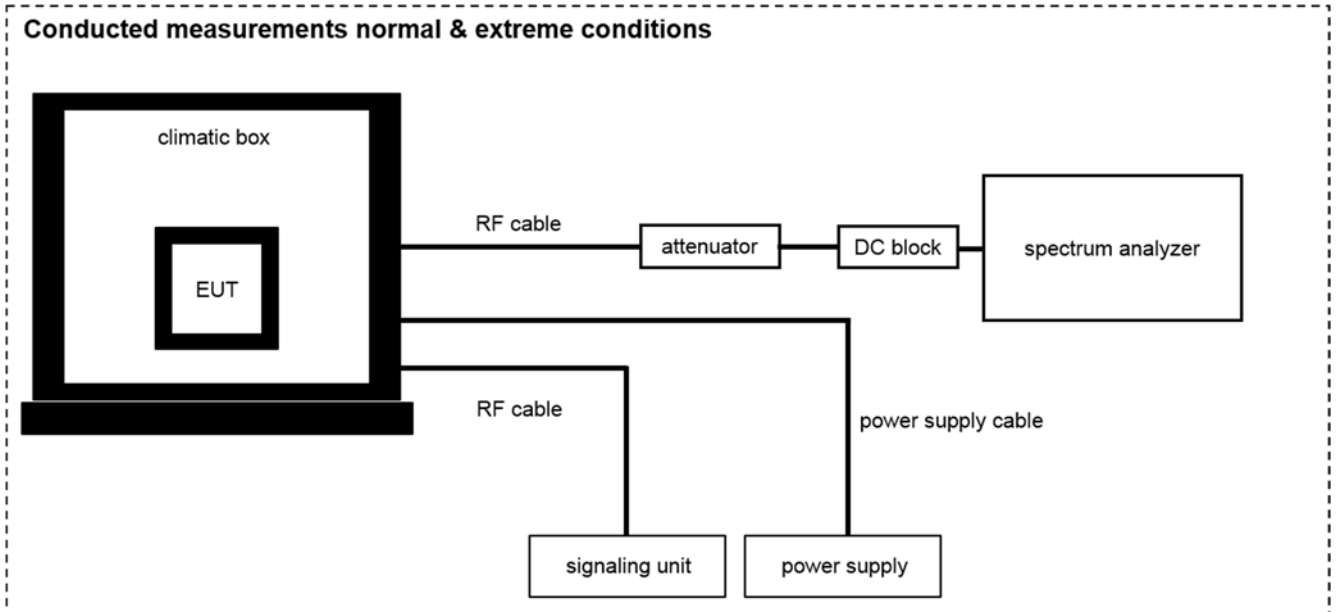 Conducted measurements normal & extreme conditions
climatic box
EUT
RF cable
attenuator
DC block
spectrum analyzer
RF cable
power supply cable
signaling unit
power supply